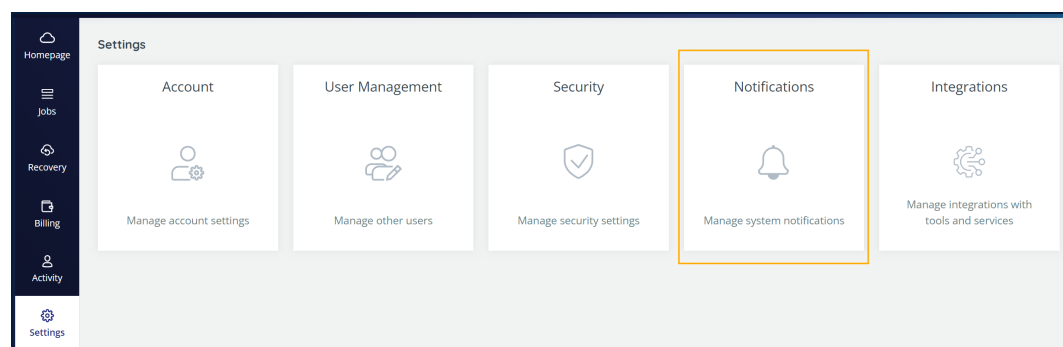 Homepage
Jobs
Recovery
Billing
Activity
Settings
Settings
Account
Manage account settings
User Management
Manage other users
Security
Manage security settings
Notifications
Manage system notifications
Integrations
Manage integrations with
tools and services